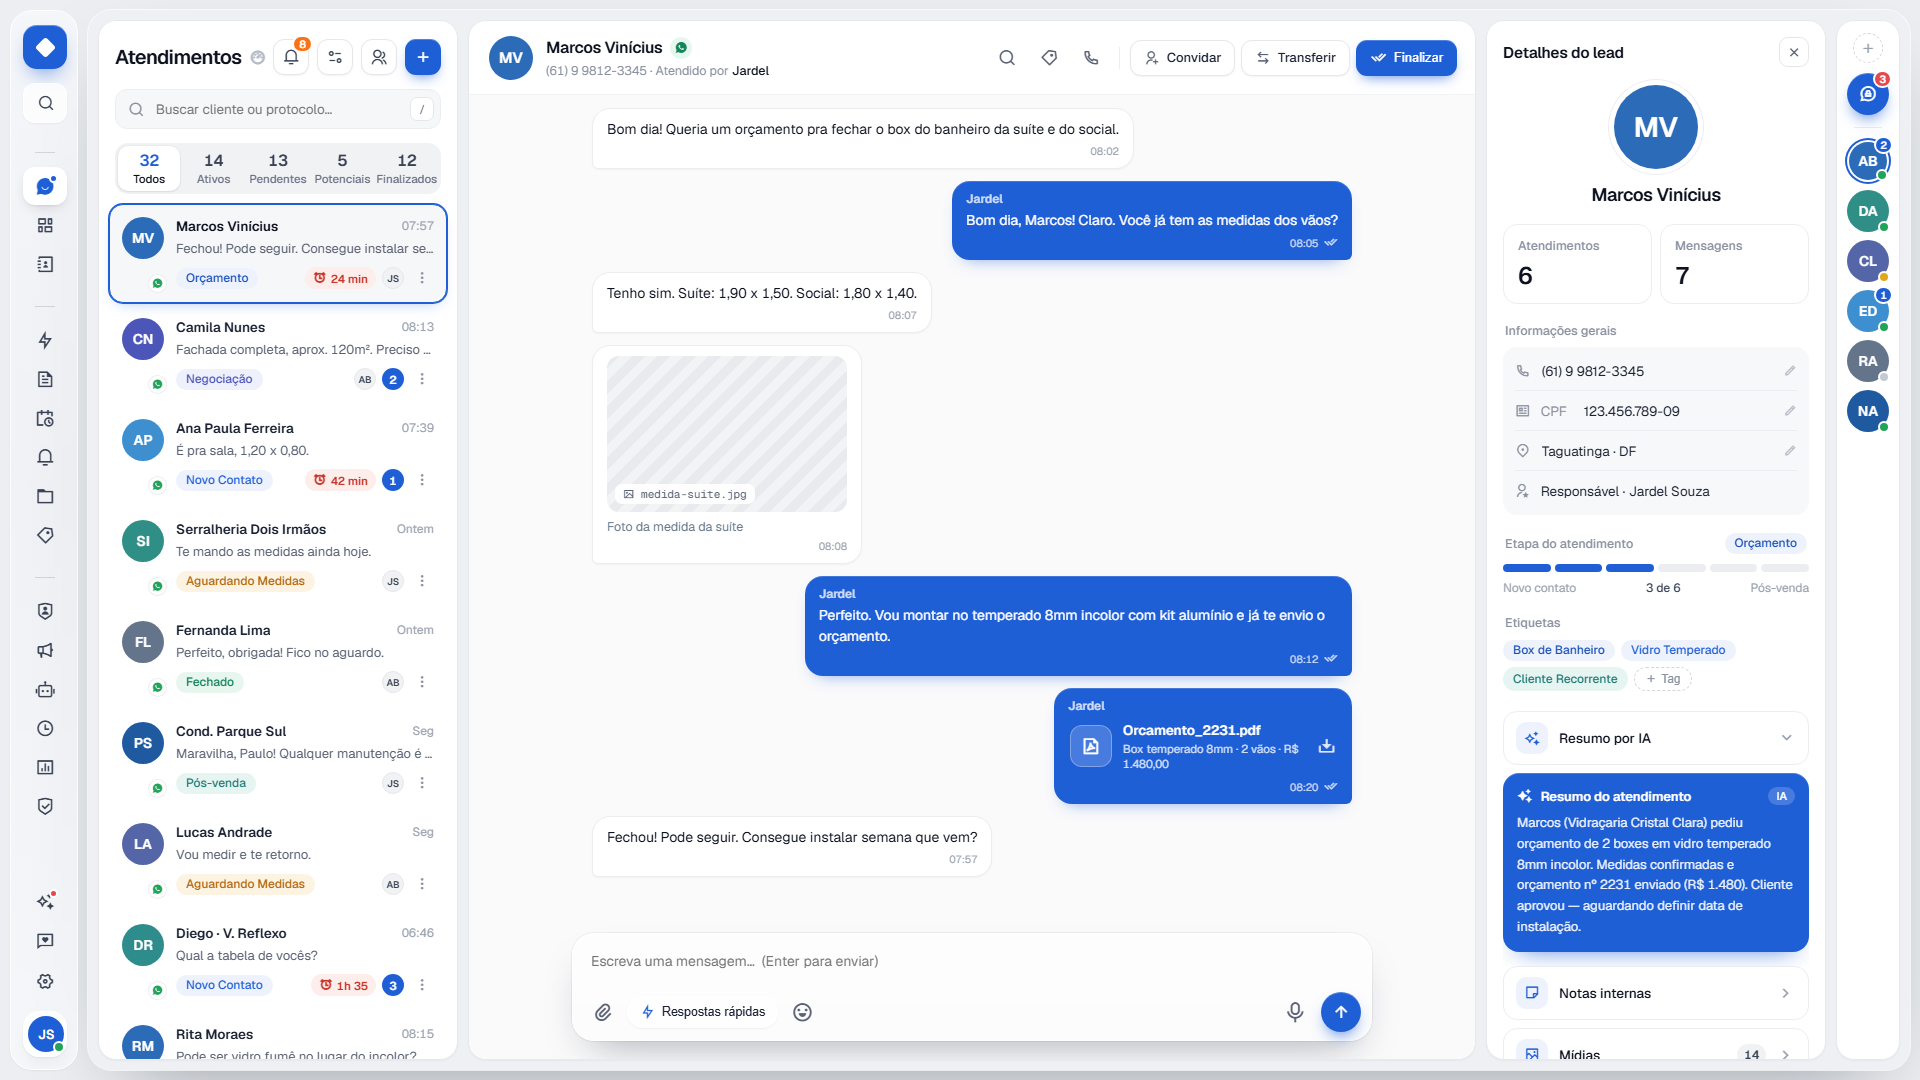 Atendimentos
8
Buscar cliente ou protocolo...
/
32
Todos
14
Ativos
13
Pendentes
5
Potenciais
12
Finalizados
MV
Marcos Vinícius
07:57
Fechou! Pode seguir. Consegue instalar se...
Orçamento
24 min
JS
CN
Camila Nunes
08:13
Fachada completa, aprox. 120m². Preciso ...
Negociação
AB
2
AP
Ana Paula Ferreira
07:39
É pra sala, 1,20 x 0,80.
Novo Contato
42 min
1
SI
Serralheria Dois Irmãos
Ontem
Te mando as medidas ainda hoje.
Aguardando Medidas
JS
FL
Fernanda Lima
Ontem
Perfeito, obrigada! Fico no aguardo.
Fechado
AB
PS
Cond. Parque Sul
Seg
Maravilha, Paulo! Qualquer manutenção é ...
Pós-venda
JS
LA
Lucas Andrade
Seg
Vou medir e te retorno.
Aguardando Medidas
AB
DR
Diego · V. Reflexo
06:46
Qual a tabela de vocês?
Novo Contato
1h 35
3
RM
Rita Moraes
08:15
Pode ser vidro fumê no lugar do incolor?
JS
MV
Marcos Vinícius
(61) 9 9812-3345 · Atendido por Jardel
Convidar
Transferir
Finalizar
Bom dia! Queria um orçamento pra fechar o box do banheiro da suíte e do social.
08:02
Jardel
Bom dia, Marcos! Claro. Você já tem as medidas dos vãos?
08:05
Tenho sim. Suíte: 1,90 x 1,50. Social: 1,80 x 1,40.
08:07
medida-suite.jpg
Foto da medida da suíte
08:08
Jardel
Perfeito. Vou montar no temperado 8mm incolor com kit alumínio e já te envio o
orçamento.
08:12
Jardel
Orcamento_2231.pdf
Box temperado 8mm · 2 vãos · R$
1.480,00
08:20
Fechou! Pode seguir. Consegue instalar semana que vem?
07:57
Escreva uma mensagem... (Enter para enviar)
Respostas rápidas
Detalhes do lead
MV
Marcos Vinícius
Atendimentos
6
Mensagens
7
Informações gerais
(61) 9 9812-3345
CPF 123.456.789-09
Taguatinga · DF
Responsável · Jardel Souza
Etapa do atendimento
Orçamento
Novo contato
3 de 6
Pós-venda
Etiquetas
Box de Banheiro
Vidro Temperado
Cliente Recorrente
+ Tag
Resumo por IA
Resumo do atendimento
IA
Marcos (Vidraçaria Cristal Clara) pediu
orçamento de 2 boxes em vidro temperado
8mm incolor. Medidas confirmadas e
orçamento nº 2231 enviado (R$ 1.480). Cliente
aprovou — aguardando definir data de
instalação.
Notas internas
Mídias
14
3
AB
2
DA
CL
ED
1
RA
NA